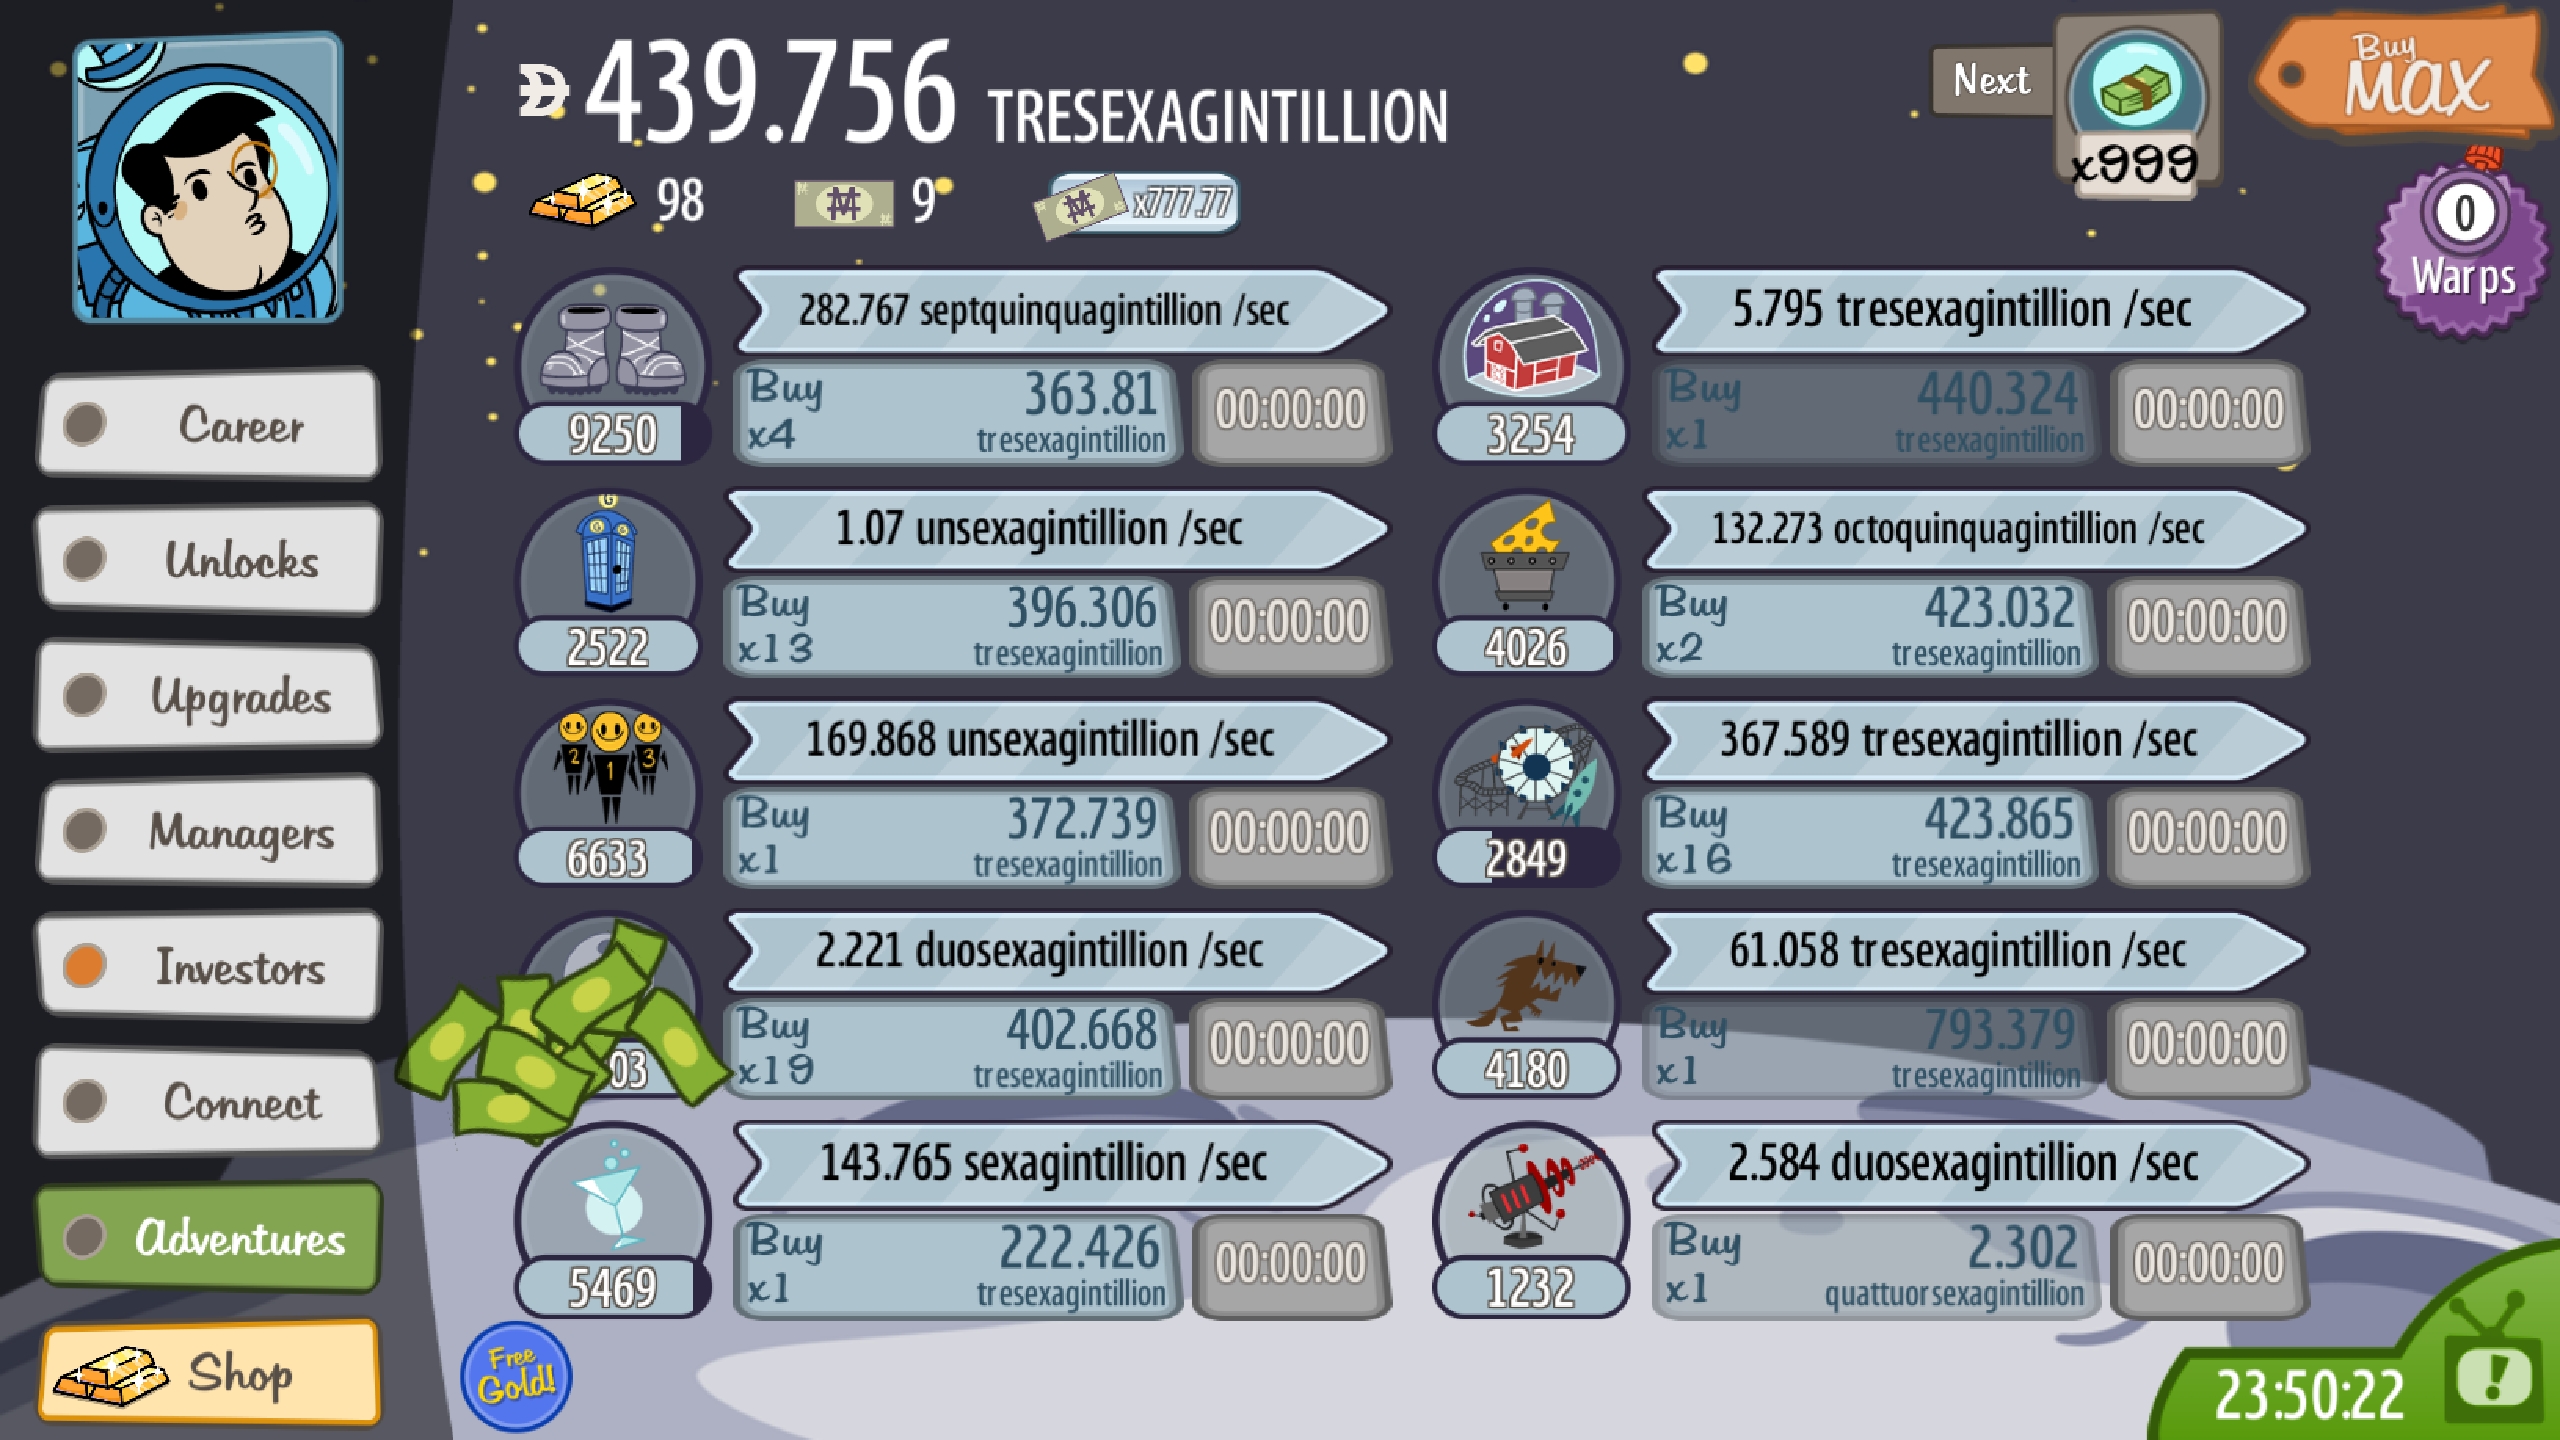 439.756 TRESEXAGINTILLION
Next
x999
Buy
MAX
98
9
x777.77
0
Warps
Career
Unlocks
Upgrades
Managers
Investors
Connect
Adventures
Shop
282.767 septquinquagintillion /sec
9250
Buy
x4
363.81
tresexagintillion
00:00:00
5.795 tresexagintillion /sec
3254
Buy
x1
440.324
tresexagintillion
00:00:00
G
1.07 unsexagintillion /sec
2522
Buy
x13
396.306
tresexagintillion
00:00:00
132.273 octoquinquagintillion /sec
4026
Buy
x2
423.032
tresexagintillion
00:00:00
2 1 3
169.868 unsexagintillion /sec
6633
Buy
x1
372.739
tresexagintillion
00:00:00
367.589 tresexagintillion /sec
2849
Buy
x16
423.865
tresexagintillion
00:00:00
2.221 duosexagintillion /sec
Buy
x19
402.668
tresexagintillion
00:00:00
61.058 tresexagintillion /sec
4180
Buy
x1
793.379
tresexagintillion
00:00:00
143.765 sexagintillion /sec
5469
Buy
x1
222.426
tresexagintillion
00:00:00
2.584 duosexagintillion /sec
1232
Buy
x1
2.302
quattuorsexagintillion
00:00:00
Free
Gold!
23:50:22
!